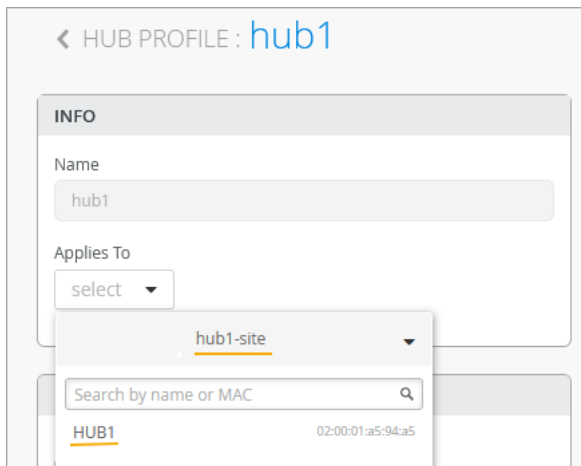 HUB PROFILE : hub1
INFO
Name
hub1
Applies To
select
hub1-site
Search by name or MAC
HUB1 02:00:01:a5:94:a5